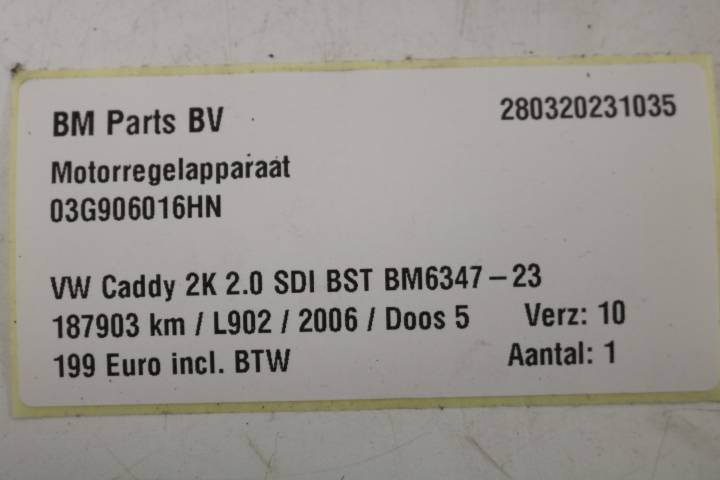 BM Parts BV 280320231035
Motorregelapparaat
03G906016HN
VW Caddy 2K 2.0 SDI BST BM6347-23
187903 km / L902 / 2006 / Doos 5 Verz: 10
199 Euro incl. BTW Aantal: 1